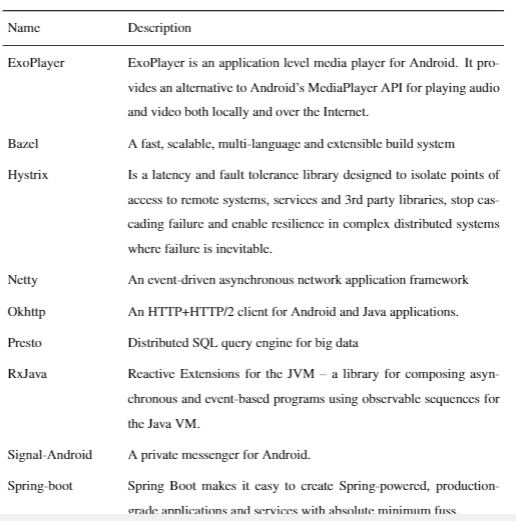 Name Description
ExoPlayer ExoPlayer is an application level media player for Android. It pro-
vides an alternative to Android's MediaPlayer API for playing audio
and video both locally and over the Internet.
Bazel A fast, scalable, multi-language and extensible build system
Hystrix Is a latency and fault tolerance library designed to isolate points of
access to remote systems, services and 3rd party libraries, stop cas-
cading failure and enable resilience in complex distributed systems
where failure is inevitable.
Netty An event-driven asynchronous network application framework
Okhttp An HTTP+HTTP/2 client for Android and Java applications.
Presto Distributed SQL query engine for big data
RxJava Reactive Extensions for the JVM – a library for composing asyn-
chronous and event-based programs using observable sequences for
the Java VM.
Signal-Android A private messenger for Android.
Spring-boot Spring Boot makes it easy to create Spring-powered, production-
grade applications and services with absolute minimum fuss.